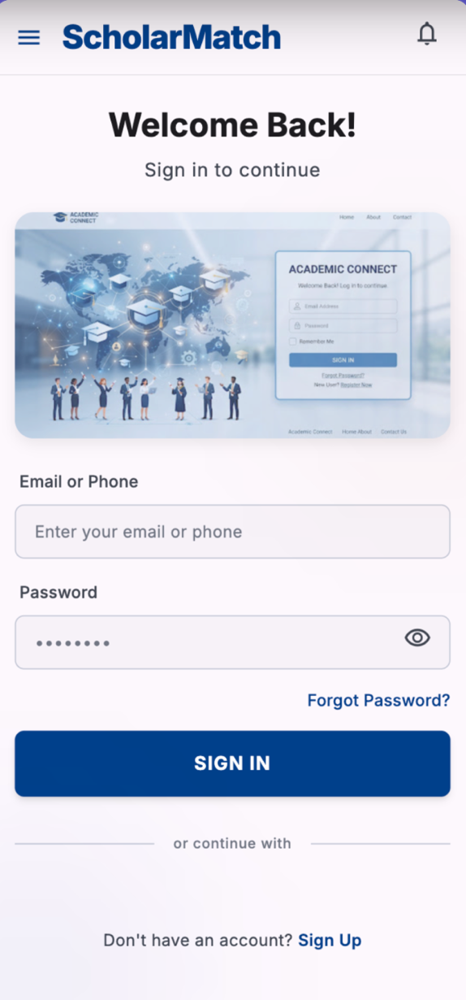 ScholarMatch
Welcome Back!
Sign in to continue
ACADEMIC
CONNECT
Home About Contact
ACADEMIC CONNECT
Welcome Back! Log in to continue.
Email Address
Password
Remember Me
SIGN IN
Forgot Password?
New User? Register Now
Academic Connect Home About Contact Us
Email or Phone
Enter your email or phone
Password
••••••••
Forgot Password?
SIGN IN
or continue with
Don't have an account? Sign Up